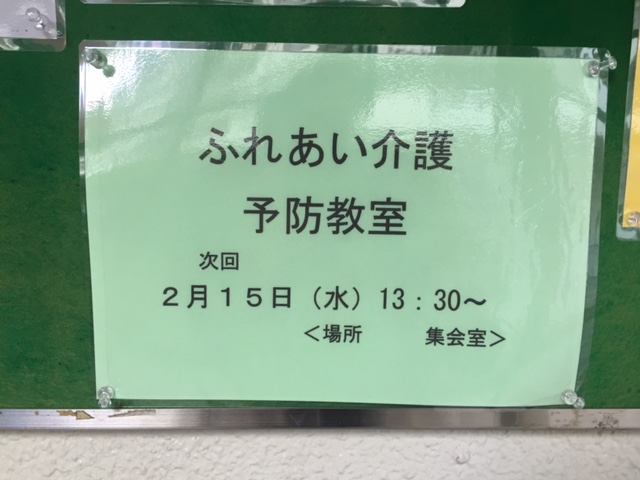 ふれあい介護
予防教室
次回
２月１５日（水）13：30～
＜場所　　集会室＞